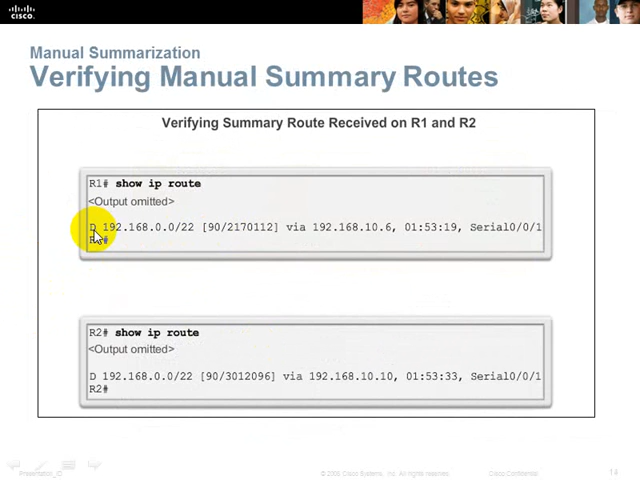 CISCO
Manual Summarization
Verifying Manual Summary Routes
Verifying Summary Route Received on R1 and R2
R1# show ip route
<Output omitted>
D 192.168.0.0/22 [90/2170112] via 192.168.10.6, 01:53:19, Serial0/0/1
R1#
R2# show ip route
<Output omitted>
D 192.168.0.0/22 [90/3012096] via 192.168.10.10, 01:53:33, Serial0/0/1
R2#
Presentation_ID
© 2008 Cisco Systems, Inc. All rights reserved.
Cisco Confidential
14